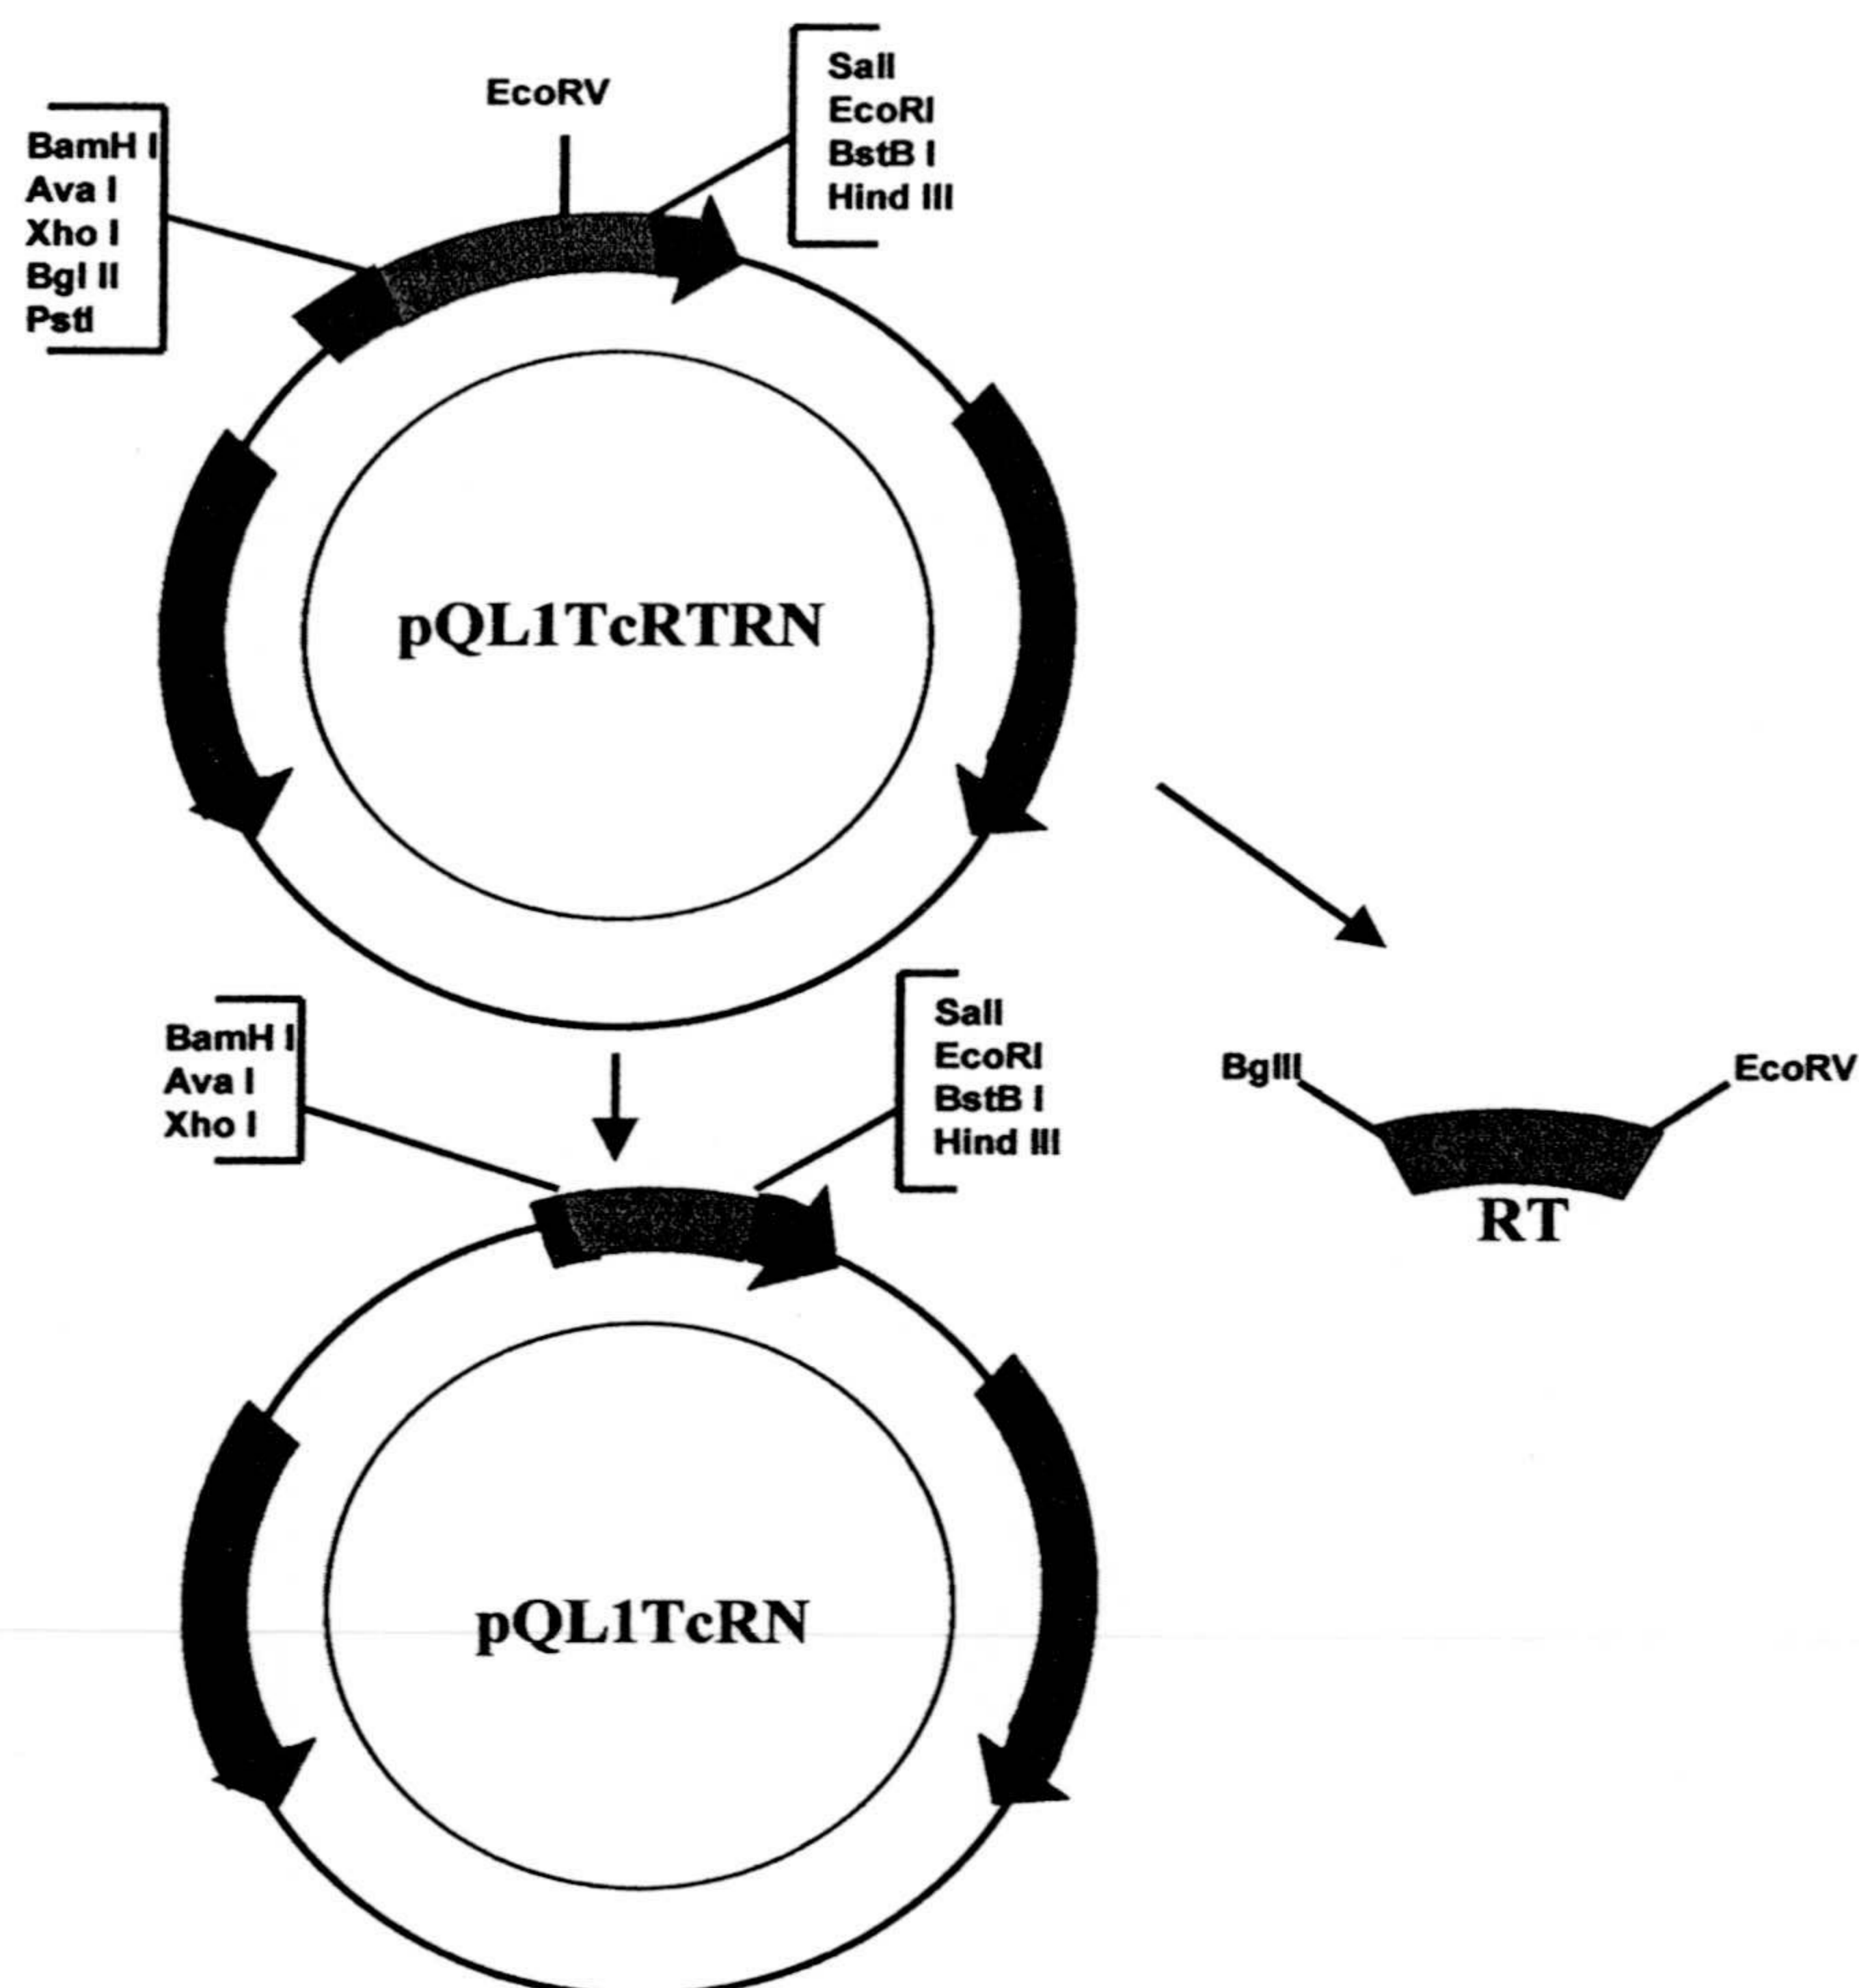 EcoRV
SalI
EcoRI
BstB I
Hind III
BamH I
Ava I
Xho I
Bgl II
PstI
pQL1TcRTRN
BamH I
Ava I
Xho I
SalI
EcoRI
BstB I
Hind III
BglII
EcoRV
RT
pQL1TcRN